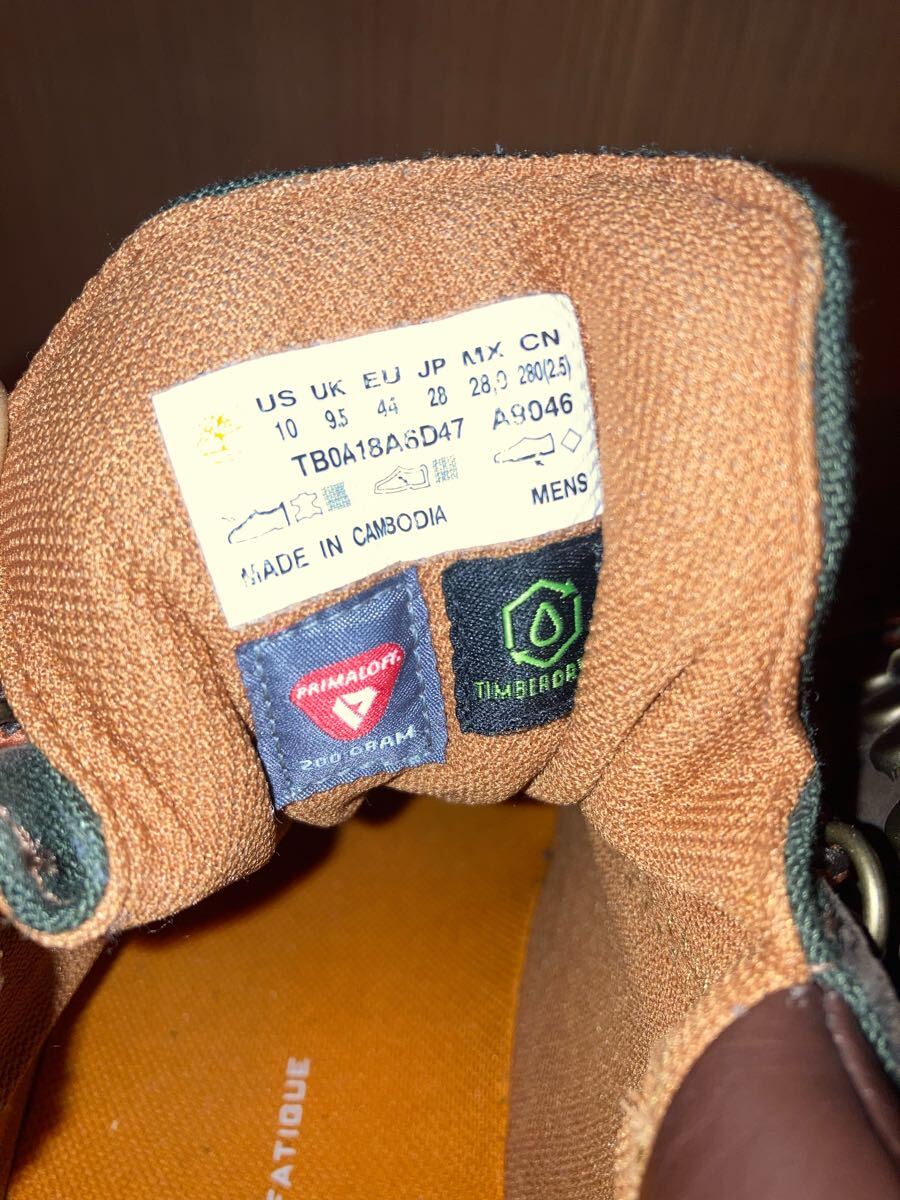 US UK EU JP MX CN
10 9.5 44 28 28,0 280(2.5)
TB0A18A6D47 A9046
MENS
MADE IN CAMBODIA
PRIMALOFT
200 GRAM
TIMBERDRY
FATIGUE